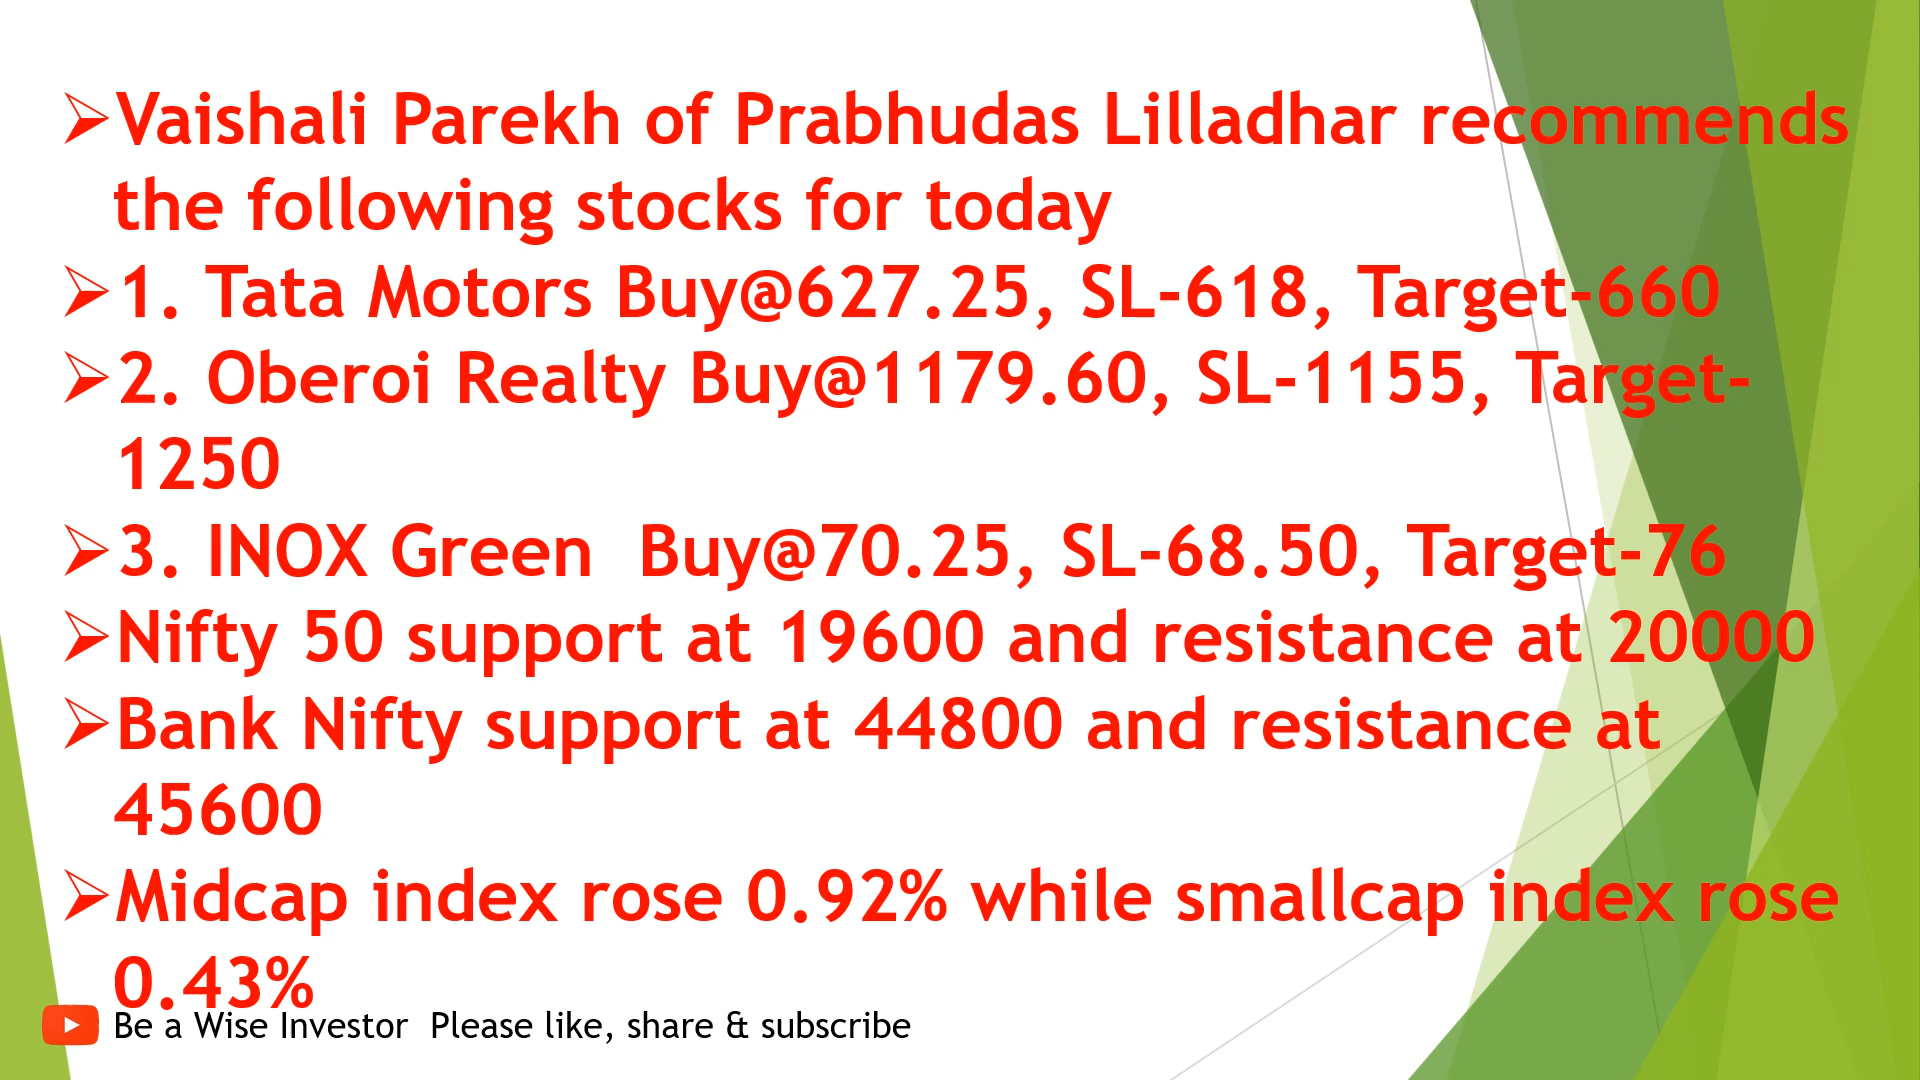 ➢Vaishali Parekh of Prabhudas Lilladhar recommends
the following stocks for today
➢1. Tata Motors Buy@627.25, SL-618, Target-660
➢2. Oberoi Realty Buy@1179.60, SL-1155, Target-
1250
➢3. INOX Green  Buy@70.25, SL-68.50, Target-76
➢Nifty 50 support at 19600 and resistance at 20000
➢Bank Nifty support at 44800 and resistance at
45600
➢Midcap index rose 0.92% while smallcap index rose
0.43%
Be a Wise Investor  Please like, share & subscribe